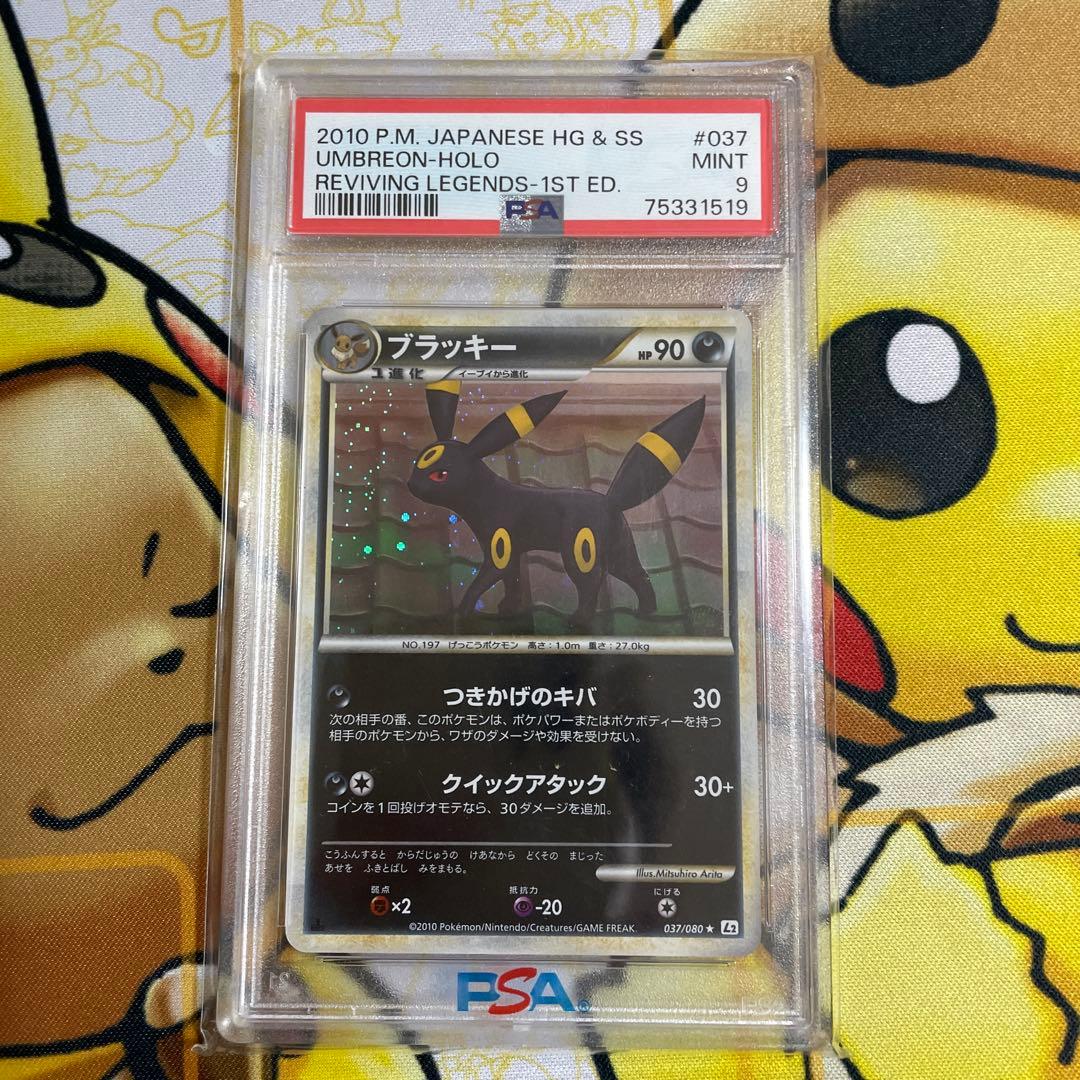 2010 P.M. JAPANESE HG & SS #037
UMBREON-HOLO MINT
REVIVING LEGENDS-1ST ED. 9
PSA 75331519
ブラッキー HP 90
1進化 イーブイから進化
NO.197 げっこうポケモン 高さ:1.0m 重さ:27.0kg
つきかげのキバ 30
次の相手の番、このポケモンは、ポケパワーまたはポケボディーを持つ
相手のポケモンから、ワザのダメージや効果を受けない。
クイックアタック 30+
コインを1回投げオモテなら、30ダメージを追加。
こうふんすると からだじゅうの けあなから どくその まじった
あせを ふきとばし みをまもる。
Illus.Mitsuhiro Arita
弱点 抵抗力 にげる
×2 -20
©2010 Pokémon/Nintendo/Creatures/GAME FREAK. 037/080 ★ L2
PSA®